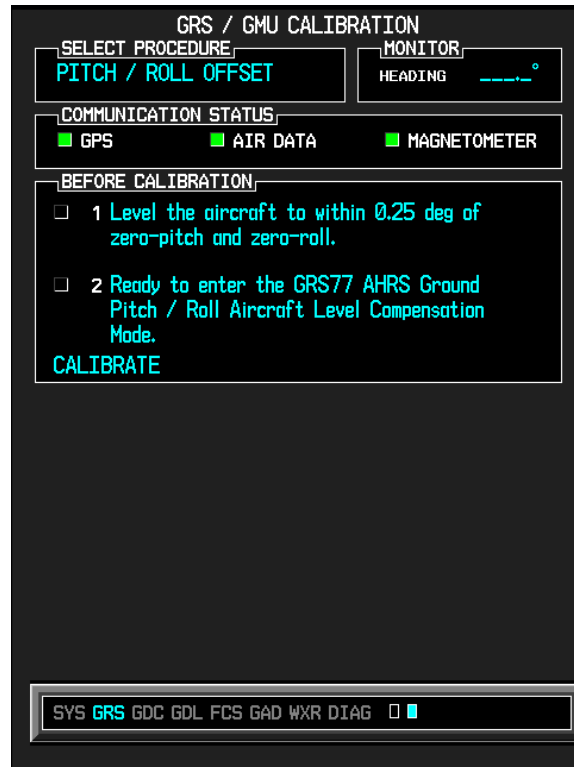 GRS / GMU CALIBRATION
SELECT PROCEDURE
PITCH / ROLL OFFSET
MONITOR
HEADING ___._°
COMMUNICATION STATUS
GPS AIR DATA MAGNETOMETER
BEFORE CALIBRATION
1 Level the aircraft to within 0.25 deg of
zero-pitch and zero-roll.
2 Ready to enter the GRS77 AHRS Ground
Pitch / Roll Aircraft Level Compensation
Mode.
CALIBRATE
SYS GRS GDC GDL FCS GAD WXR DIAG